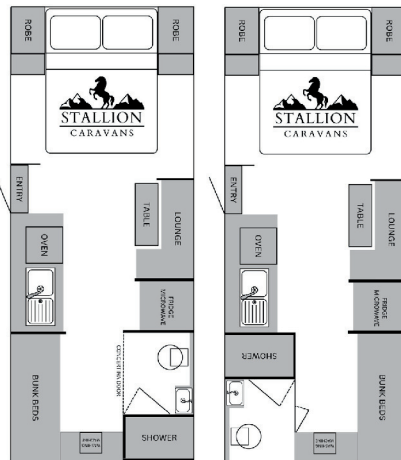 ROBE
ROBE
STALLION
CARAVANS
ENTRY
TABLE
LOUNGE
OVEN
FRIDGE
MICROWAVE
BUNK BEDS
SHOWER
ROBE
ROBE
STALLION
CARAVANS
ENTRY
TABLE
LOUNGE
OVEN
FRIDGE
MICROWAVE
SHOWER
BUNK BEDS